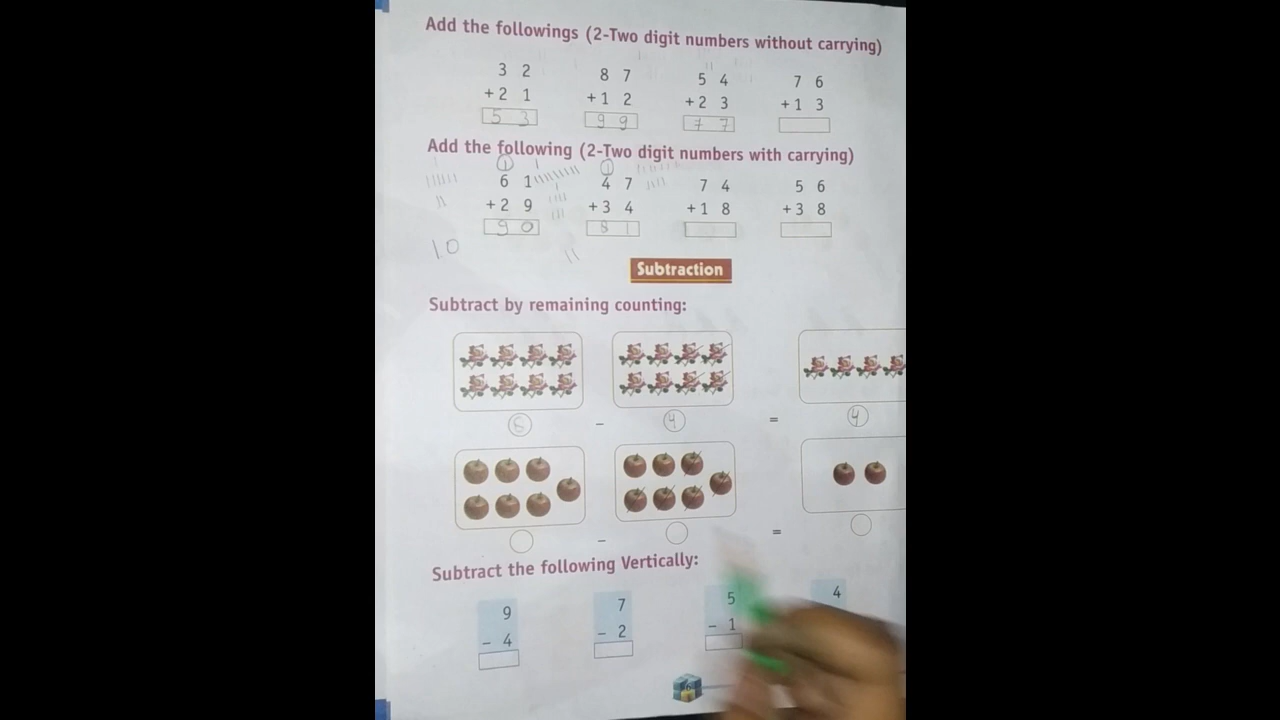 Add the followings (2-Two digit numbers without carrying)
3 2 8 7 5 4 7 6
+2 1 +1 2 +2 3 +1 3
5 3 9 9 7 7
Add the following (2-Two digit numbers with carrying)
1 1
6 1 4 7 7 4 5 6
+2 9 +3 4 +1 8 +3 8
9 0 8 1
10
Subtraction
Subtract by remaining counting:
8 - 4 = 4
- =
Subtract the following Vertically:
9 7 5 4
- 4 - 2 - 1